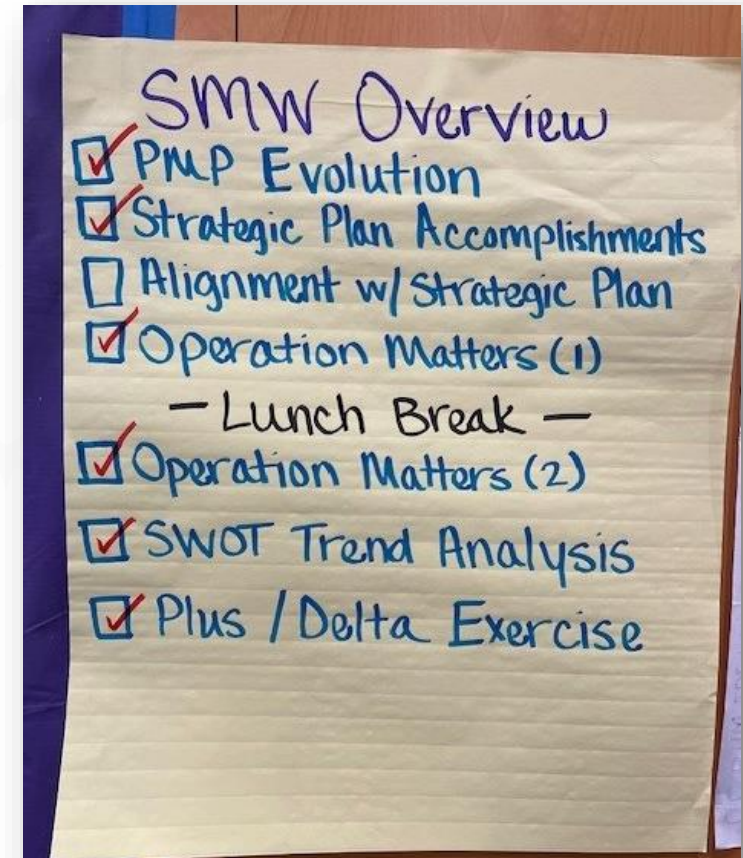 SMW Overview
☑ PMP Evolution
☑ Strategic Plan Accomplishments
☐ Alignment w/ Strategic Plan
☑ Operation Matters (1)
— Lunch Break —
☑ Operation Matters (2)
☑ SWOT Trend Analysis
☑ Plus / Delta Exercise